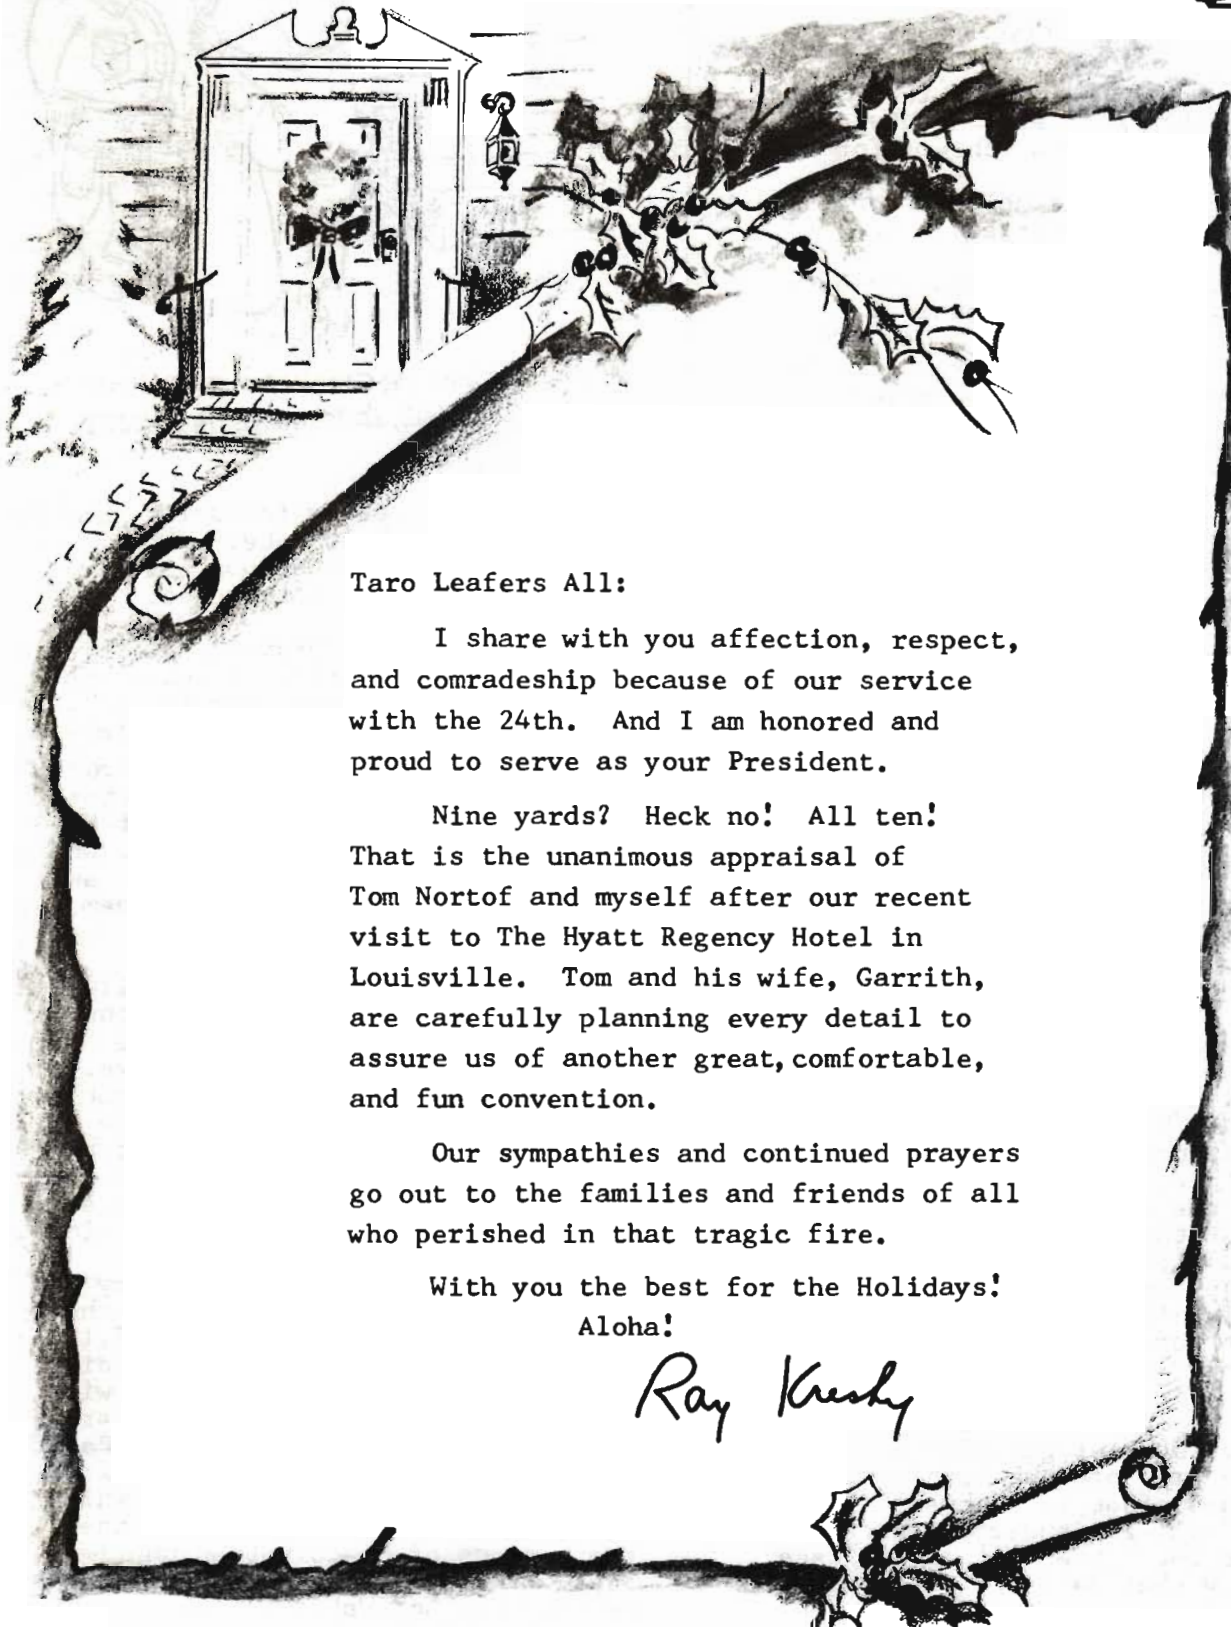 Taro Leafers All:
I share with you affection, respect,
and comradeship because of our service
with the 24th. And I am honored and
proud to serve as your President.
Nine yards? Heck no! All ten!
That is the unanimous appraisal of
Tom Nortof and myself after our recent
visit to The Hyatt Regency Hotel in
Louisville. Tom and his wife, Garrith,
are carefully planning every detail to
assure us of another great, comfortable,
and fun convention.
Our sympathies and continued prayers
go out to the families and friends of all
who perished in that tragic fire.
With you the best for the Holidays!
Aloha!
Ray Kresky